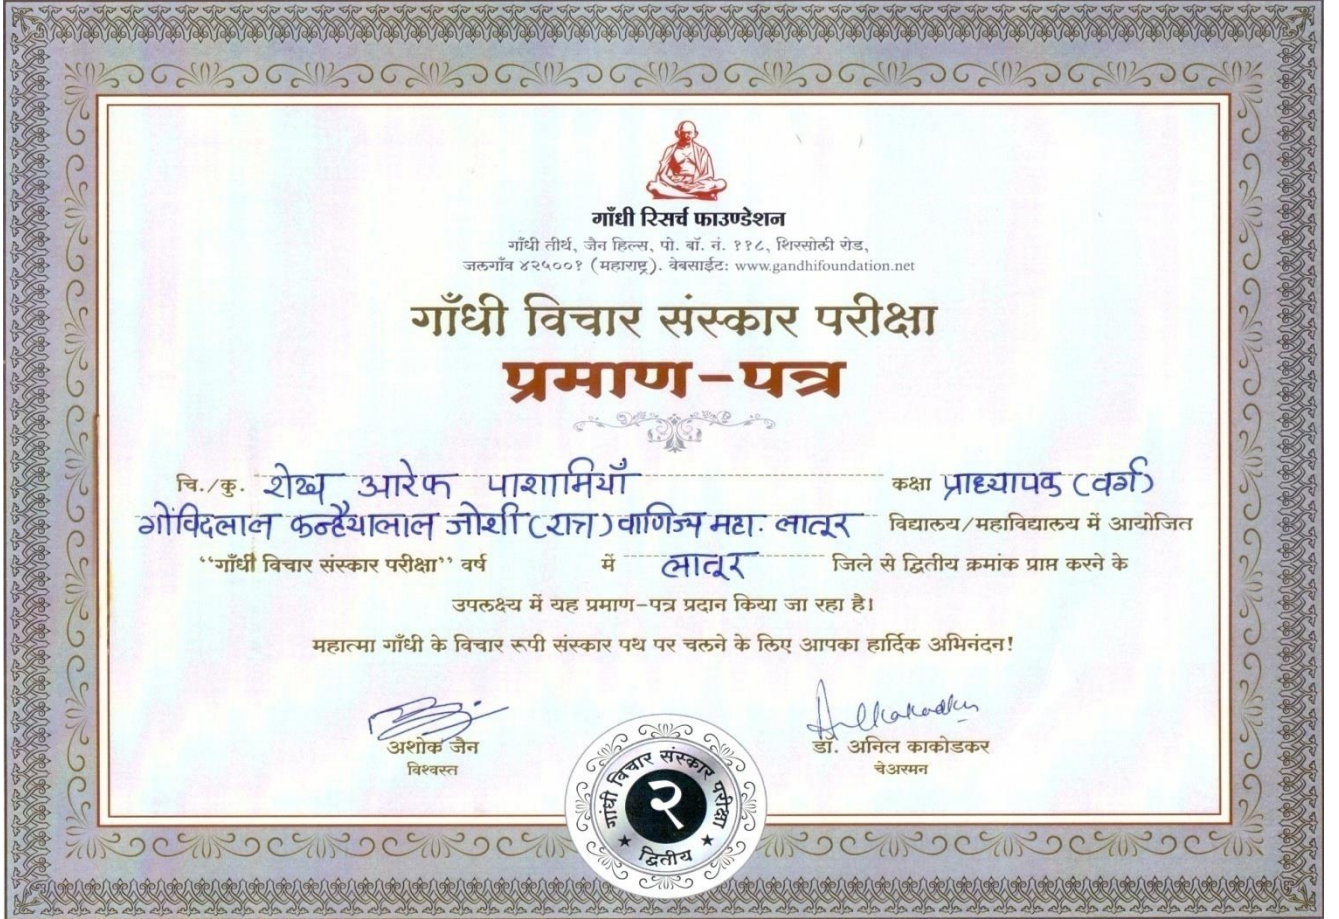 गाँधी रिसर्च फाउण्डेशन
गाँधी तीर्थ, जैन हिल्स, पो. बॉ. नं. ११८, शिरसोली रोड,
जलगाँव ४२५००१ (महाराष्ट्र). वेबसाईट: www.gandhifoundation.net
गाँधी विचार संस्कार परीक्षा
प्रमाण-पत्र
चि./कु. शेख आरेफ पाशामियाँ कक्षा प्राध्यापक (वर्ग)
गोविंदलाल कन्हैयालाल जोशी (रात्र) वाणिज्य महा. लातूर विद्यालय/महाविद्यालय में आयोजित
“गाँधी विचार संस्कार परीक्षा” वर्ष में लातूर जिले से द्वितीय क्रमांक प्राप्त करने के
उपलक्ष्य में यह प्रमाण-पत्र प्रदान किया जा रहा है।
महात्मा गाँधी के विचार रूपी संस्कार पथ पर चलने के लिए आपका हार्दिक अभिनंदन!
अशोक जैन
विश्वस्त
डॉ. अनिल काकोडकर
चेअरमन
गांधी विचार संस्कार परीक्षा
२
द्वितीय